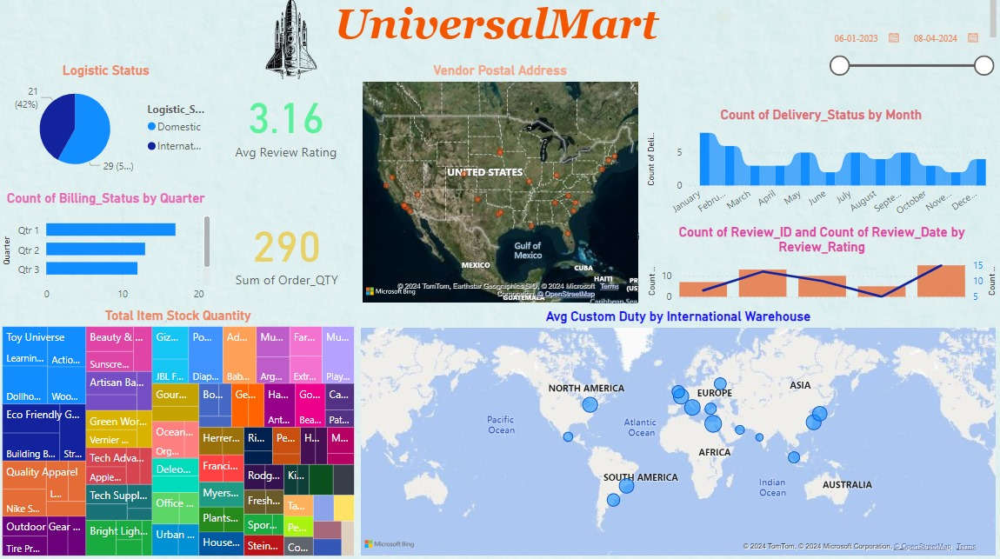 UniversalMart
06-01-2023
08-04-2024
Logistic Status
21
(42%)
Logistic_S...
Domestic
Internat...
29 (5...)
3.16
Avg Review Rating
Vendor Postal Address
UNITED STATES
MEXICO
Gulf of
Mexico
CUBA
HAITI
PR
(US
GUATEMALA
Caribbean Sea
Microsoft Bing
© 2024 TomTom, Earthstar Geographics SIO, © 2024 Microsoft
Corporation, © OpenStreetMap
Terms
Count of Delivery_Status by Month
Count of Deli...
5
0
January
Febru...
March
April
May
June
July
August
Septe...
October
Nove...
Dece...
Count of Billing_Status by Quarter
Quarter
Qtr 1
Qtr 2
Qtr 3
0
10
20
290
Sum of Order_QTY
Count of Review_ID and Count of Review_Date by
Review_Rating
Count ...
10
0
15
10
5
Count ...
Total Item Stock Quantity
Toy Universe
Learnin...
Actio...
Dollho...
Woo...
Eco Friendly G...
Building B...
Str...
Quality Apparel
L...
Nike S...
Outdoor Gear ...
Tire Pr...
Beauty & ...
Sunscre...
Artisan Ba...
Green Wor...
Vernier ...
Tech Adva...
Apple...
Tech Suppl...
Bright Ligh...
Giz...
JBL F...
Po...
Diap...
Ad...
Bab...
Mu...
Arg...
Far...
Extr...
Mu...
Play...
Gour...
Bo...
Ge...
Ha...
Ant...
Go...
Bea...
Ca...
Pat...
Ocean...
Org...
Deleo...
Office ...
Urban ...
Herrer...
Franci...
Myers...
Plants...
House...
Ri...
Pe...
H...
M...
Rodg...
Ki...
Fresh...
Ta...
Spor...
Pe...
Stein...
Co...
Avg Custom Duty by International Warehouse
NORTH AMERICA
EUROPE
ASIA
Pacific
Ocean
Atlantic
Ocean
AFRICA
SOUTH AMERICA
Indian
Ocean
AUSTRALIA
Microsoft Bing
© 2024 TomTom, © 2024 Microsoft Corporation, © OpenStreetMap
Terms